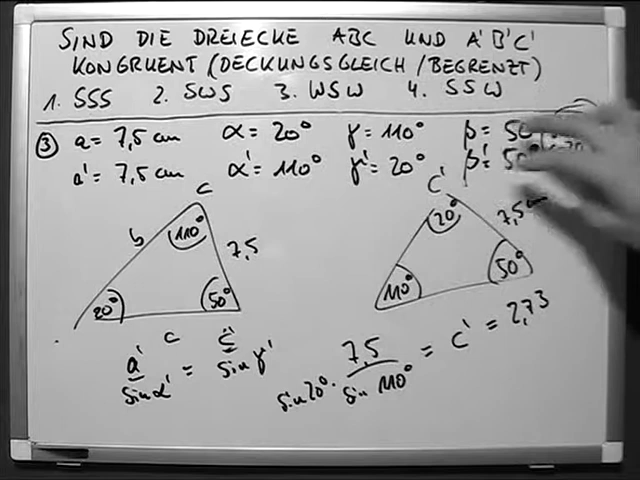 SIND DIE DREIECKE ABC UND A'B'C'
KONGRUENT (DECKUNGSGLEICH / BEGRENZT)
1. SSS 2. SWS 3. WSW 4. SSW
③ a = 7,5 cm α = 20° γ = 110° β = 50
a' = 7,5 cm α' = 110° γ' = 20° β' = 50°
C
110°
b
7,5
20°
50°
c
C'
20°
7,5 cm
110°
50°
a'/sin α' = c'/sin γ'
sin 20° · 7,5/sin 110° = c' = 2,73